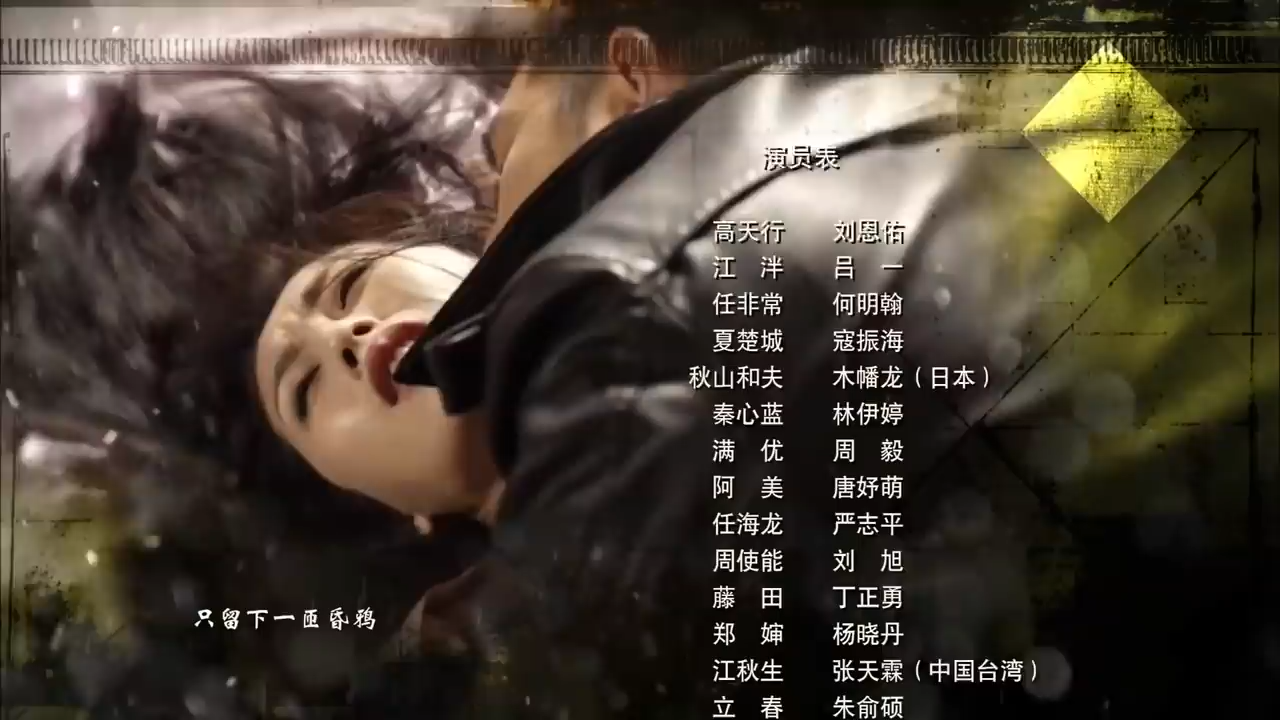 演员表
高天行 刘恩佑
江 泮 吕 一
任非常 何明翰
夏楚城 寇振海
秋山和夫 木幡龙（日本）
秦心蓝 林伊婷
满 优 周 毅
阿 美 唐妤萌
任海龙 严志平
周使能 刘 旭
藤 田 丁正勇
郑 婶 杨晓丹
江秋生 张天霖（中国台湾）
立 春 朱俞硕
只留下一匝昏鸦